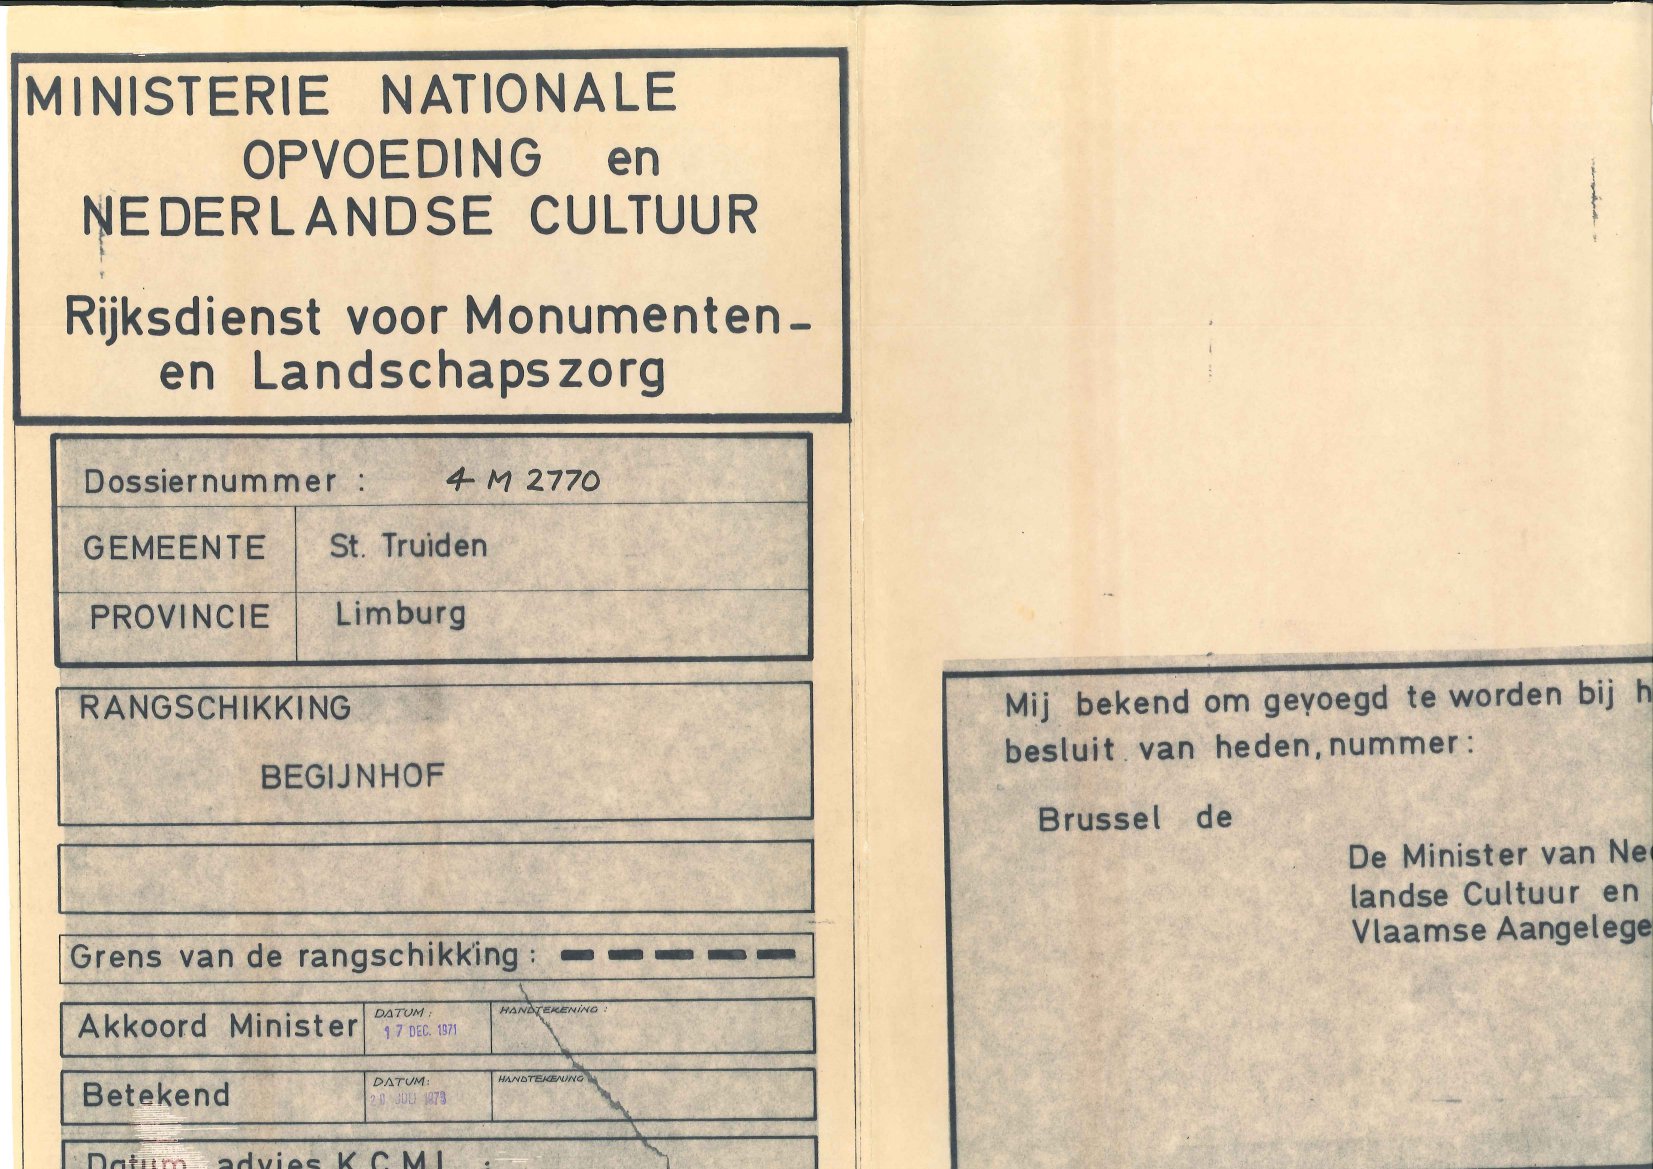 MINISTERIE NATIONALE
OPVOEDING en
NEDERLANDSE CULTUUR
Rijksdienst voor Monumenten-
en Landschapszorg
Dossiernummer : 4 M 2770
GEMEENTE St. Truiden
PROVINCIE Limburg
RANGSCHIKKING
BEGIJNHOF
Grens van de rangschikking :
Akkoord Minister DATUM: HANDTEKENING :
17 DEC. 1971
Betekend DATUM: HANDTEKENING
JULI
Datum advies K.C.M.L. :
Mij bekend om gevoegd te worden bij h
besluit van heden, nummer:
Brussel de
De Minister van Ne
landse Cultuur en
Vlaamse Aangelege